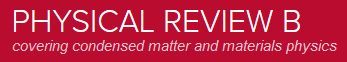 PHYSICAL REVIEW B
covering condensed matter and materials physics